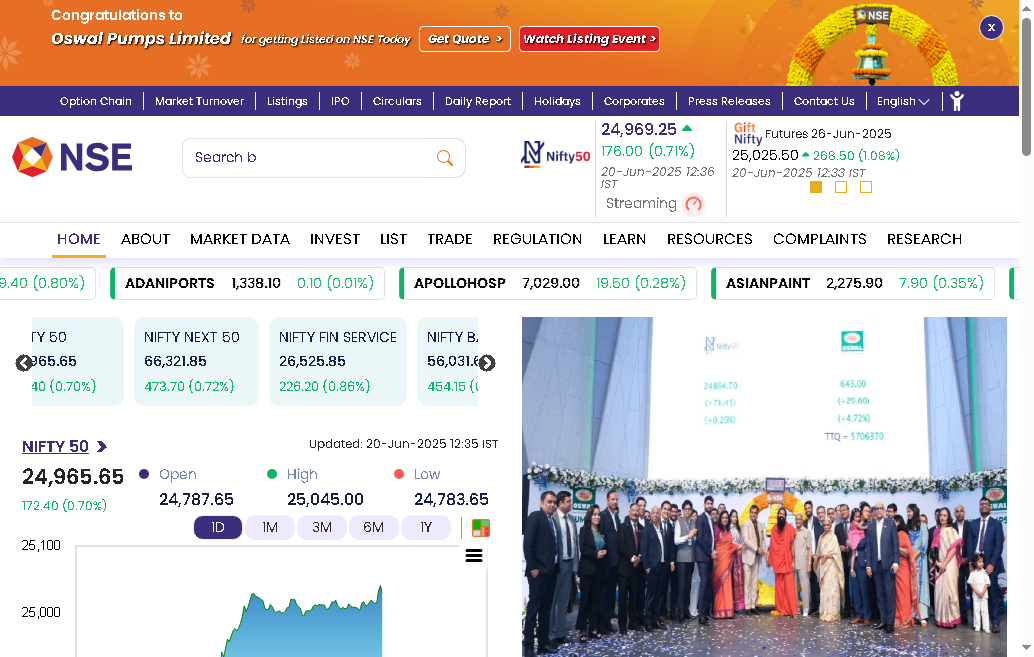 Congratulations to
Oswal Pumps Limited for getting Listed on NSE Today Get Quote > Watch Listing Event >
NSE
x
Option Chain Market Turnover Listings IPO Circulars Daily Report Holidays Corporates Press Releases Contact Us English
NSE
Search b
Nifty50
24,969.25
176.00 (0.71%)
20-Jun-2025 12:36
IST
Streaming
Gift
Nifty Futures 26-Jun-2025
25,025.50 268.50 (1.08%)
20-Jun-2025 12:33 IST
HOME ABOUT MARKET DATA INVEST LIST TRADE REGULATION LEARN RESOURCES COMPLAINTS RESEARCH
9.40 (0.80%) ADANIPORTS 1,338.10 0.10 (0.01%) APOLLOHOSP 7,029.00 19.50 (0.28%) ASIANPAINT 2,275.90 7.90 (0.35%)
TY 50 NIFTY NEXT 50 NIFTY FIN SERVICE NIFTY BA
965.65 66,321.85 26,525.85 56,031.6
40 (0.70%) 473.70 (0.72%) 226.20 (0.86%) 454.15 (
NIFTY 50
Updated: 20-Jun-2025 12:35 IST
24,965.65
172.40 (0.70%)
Open High Low
24,787.65 25,045.00 24,783.65
1D 1M 3M 6M 1Y
25,100
25,000
Nifty50
OSWAL
24864.70 643.00
(+71.45) (+29.00)
(+0.29%) (+4.72%)
TTQ = 5706370
NSE
OSWAL